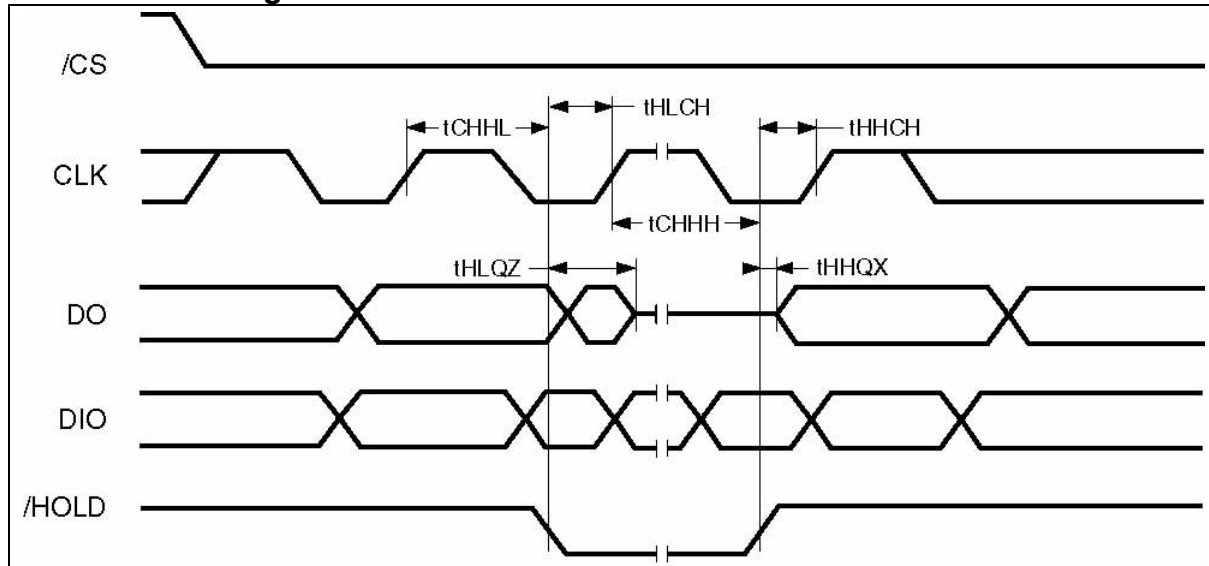 /CS
tHLCH
tCHHL
tHHCH
CLK
tCHHH
tHLQZ
tHHQX
DO
DIO
/HOLD